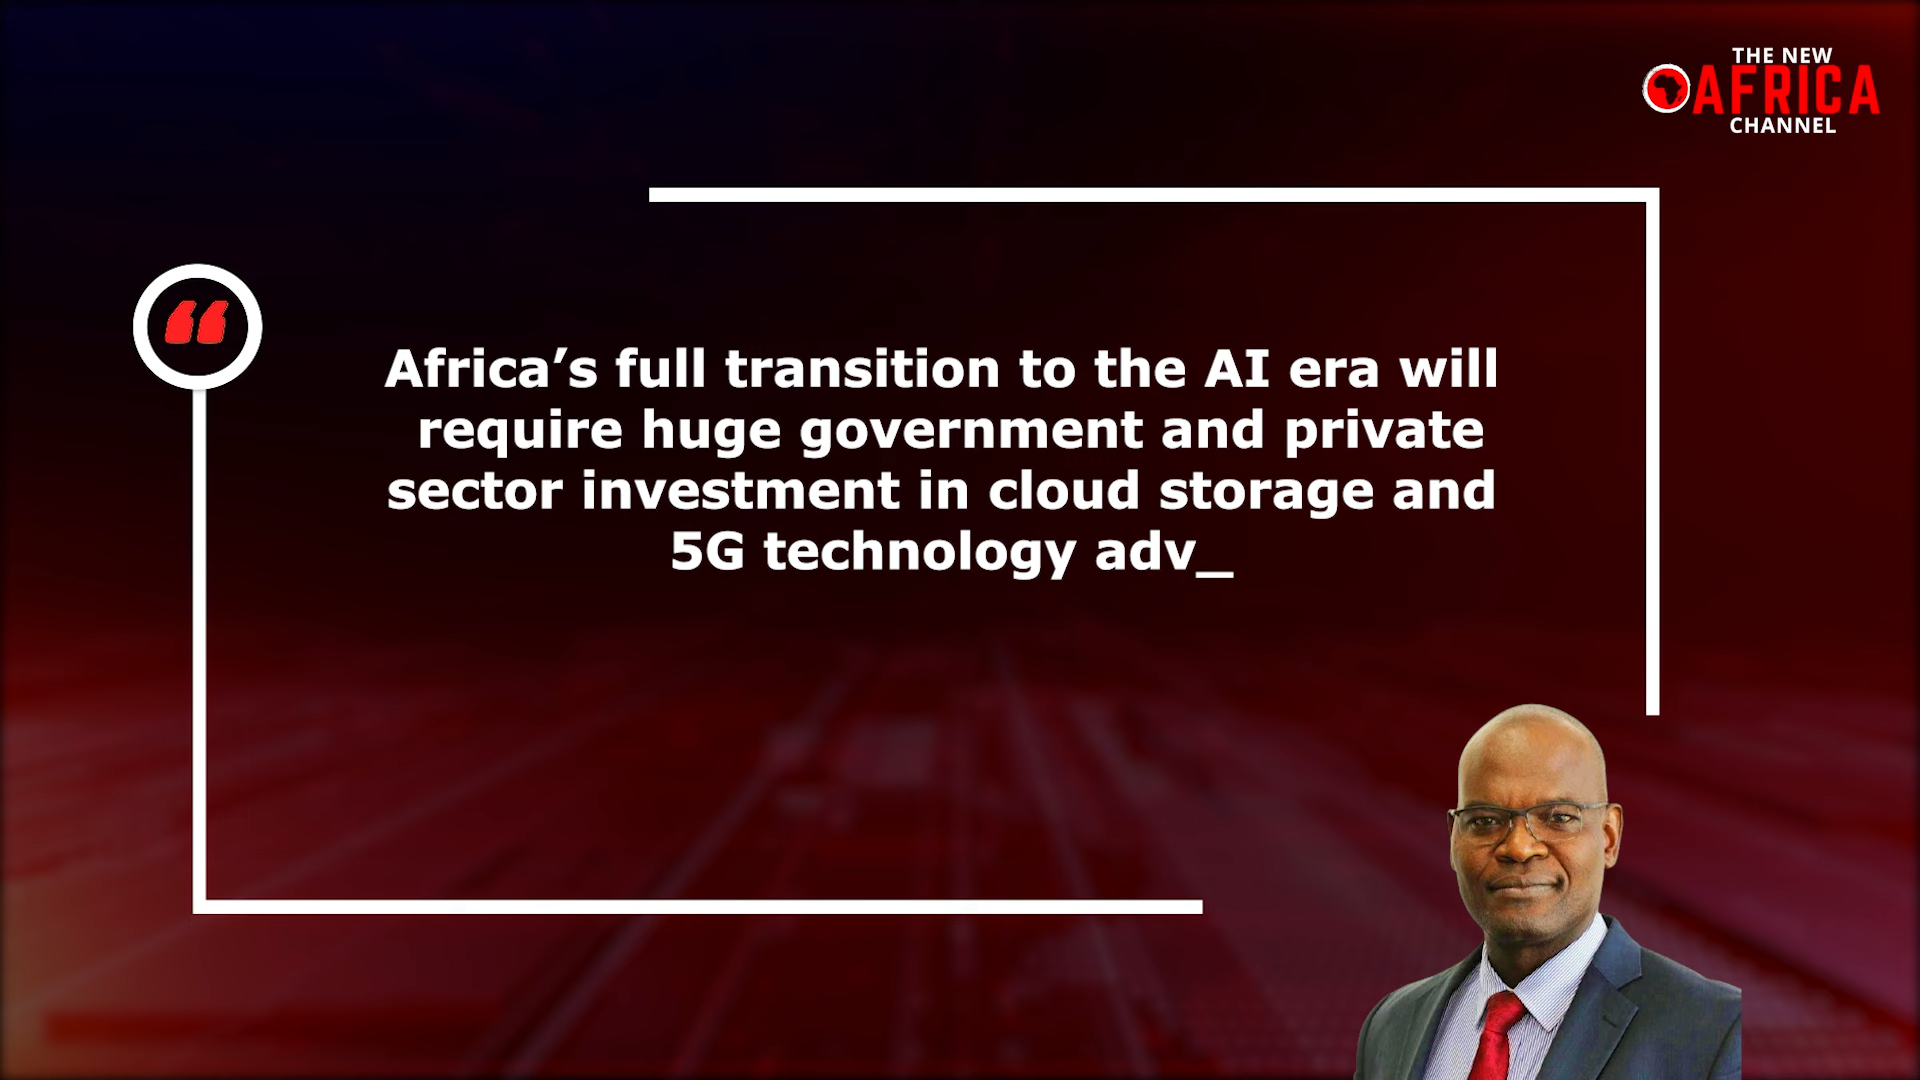 THE NEW
AFRICA
CHANNEL
“
Africa’s full transition to the AI era will
require huge government and private
sector investment in cloud storage and
5G technology adv_